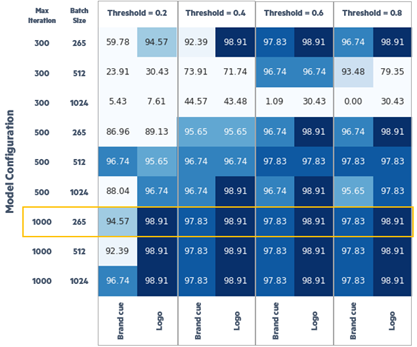 Max Iteration Batch Size Threshold = 0.2 Threshold = 0.4 Threshold = 0.6 Threshold = 0.8
300 265 59.78 94.57 92.39 98.91 97.83 98.91 96.74 98.91
300 512 23.91 30.43 73.91 71.74 96.74 96.74 93.48 79.35
300 1024 5.43 7.61 44.57 43.48 1.09 30.43 0.00 30.43
500 265 86.96 89.13 95.65 95.65 96.74 98.91 96.74 98.91
500 512 96.74 95.65 96.74 96.74 97.83 97.83 97.83 97.83
500 1024 88.04 96.74 96.74 98.91 96.74 98.91 95.65 97.83
1000 265 94.57 98.91 97.83 98.91 97.83 98.91 97.83 98.91
1000 512 92.39 98.91 97.83 98.91 97.83 98.91 97.83 98.91
1000 1024 96.74 98.91 97.83 98.91 97.83 98.91 97.83 98.91
Brand cue Logo Brand cue Logo Brand cue Logo Brand cue Logo
Model Configuration